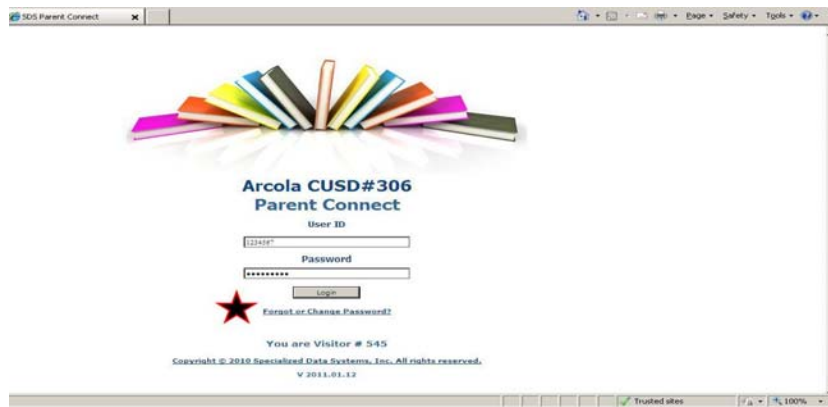 SDS Parent Connect
Page Safety Tools
Arcola CUSD#306
Parent Connect
User ID
Password
Login
Forgot or Change Password?
You are Visitor # 545
Copyright © 2010 Specialized Data Systems, Inc. All rights reserved.
V 2011.01.12
Trusted sites 100%